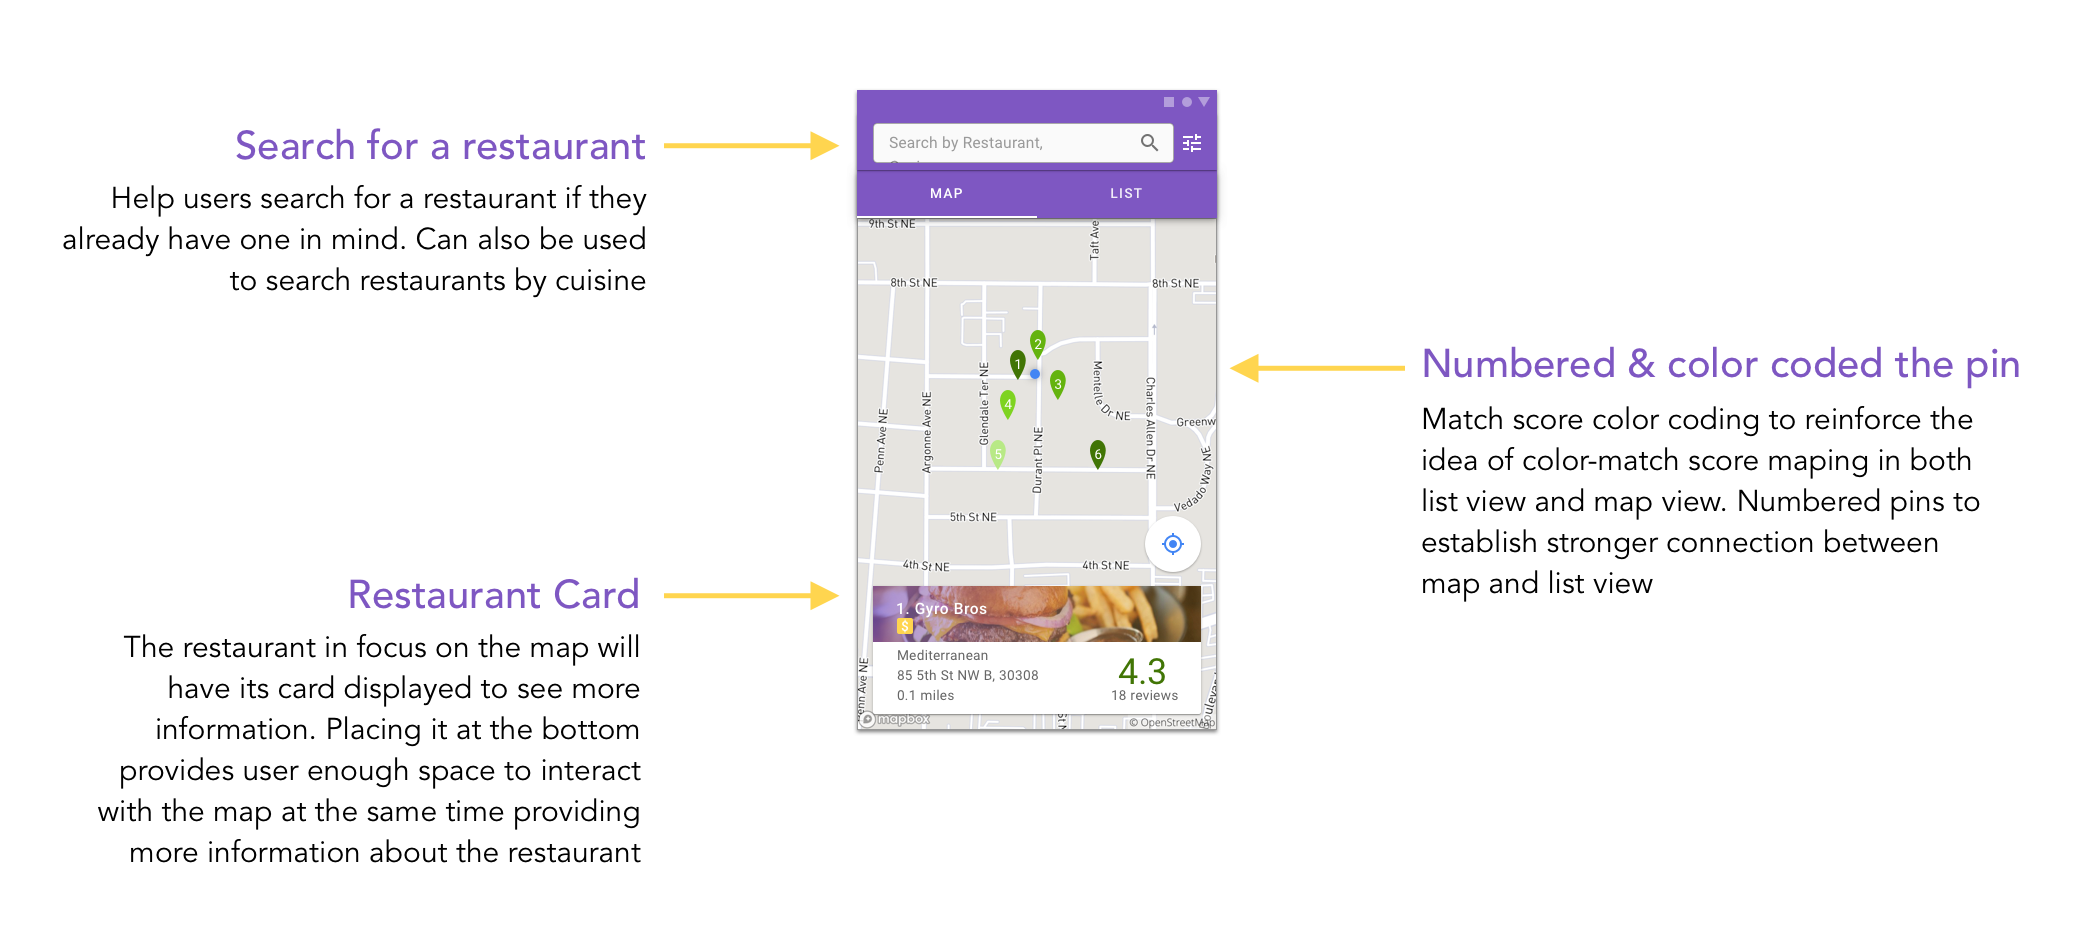 Search for a restaurant
Help users search for a restaurant if they
already have one in mind. Can also be used
to search restaurants by cuisine
Restaurant Card
The restaurant in focus on the map will
have its card displayed to see more
information. Placing it at the bottom
provides user enough space to interact
with the map at the same time providing
more information about the restaurant
Search by Restaurant,
MAP
LIST
9th St NE
Taft Ave
8th St NE
8th St NE
2
1
3
4
5
6
Glendale Ter NE
Mentelle Dr NE
Charles Allen Dr NE
Penn Ave NE
Argonne Ave NE
Durant Pl NE
Greenw
Vedado Way NE
5th St NE
4th St NE
4th St NE
1. Gyro Bros
$
Mediterranean
85 5th St NW B, 30308
0.1 miles
4.3
18 reviews
enn Ave NE
oulevar
mapbox
© OpenStreetMap
Numbered & color coded the pin
Match score color coding to reinforce the
idea of color-match score maping in both
list view and map view. Numbered pins to
establish stronger connection between
map and list view